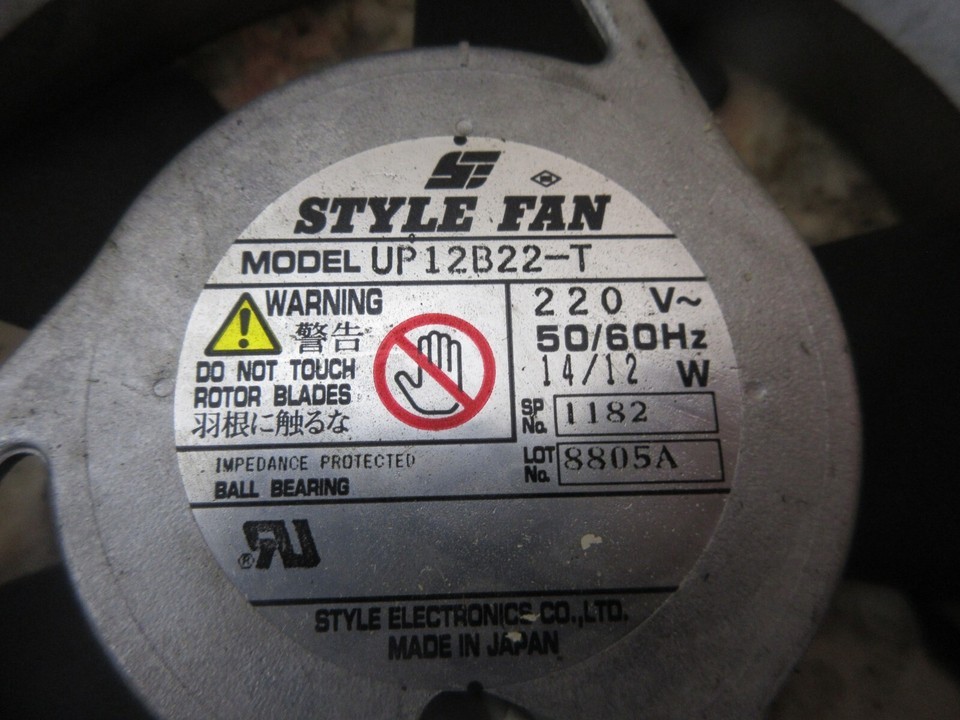 STYLE FAN
MODEL UP12B22-T
WARNING
警告
DO NOT TOUCH
ROTOR BLADES
羽根に触るな
220 V~
50/60Hz
14/12 W
SP No. 1182
LOT No. 8805A
IMPEDANCE PROTECTED
BALL BEARING
STYLE ELECTRONICS CO.,LTD.
MADE IN JAPAN